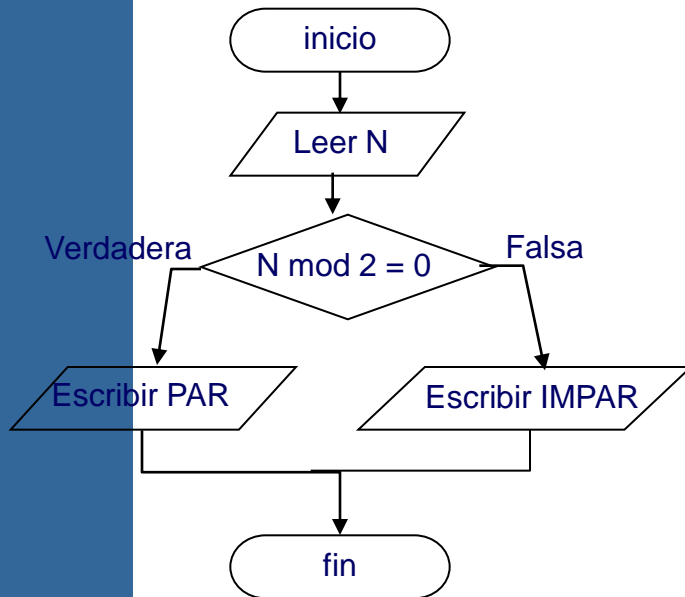 inicio
Leer N
Verdadera
N mod 2 = 0
Falsa
Escribir PAR
Escribir IMPAR
fin